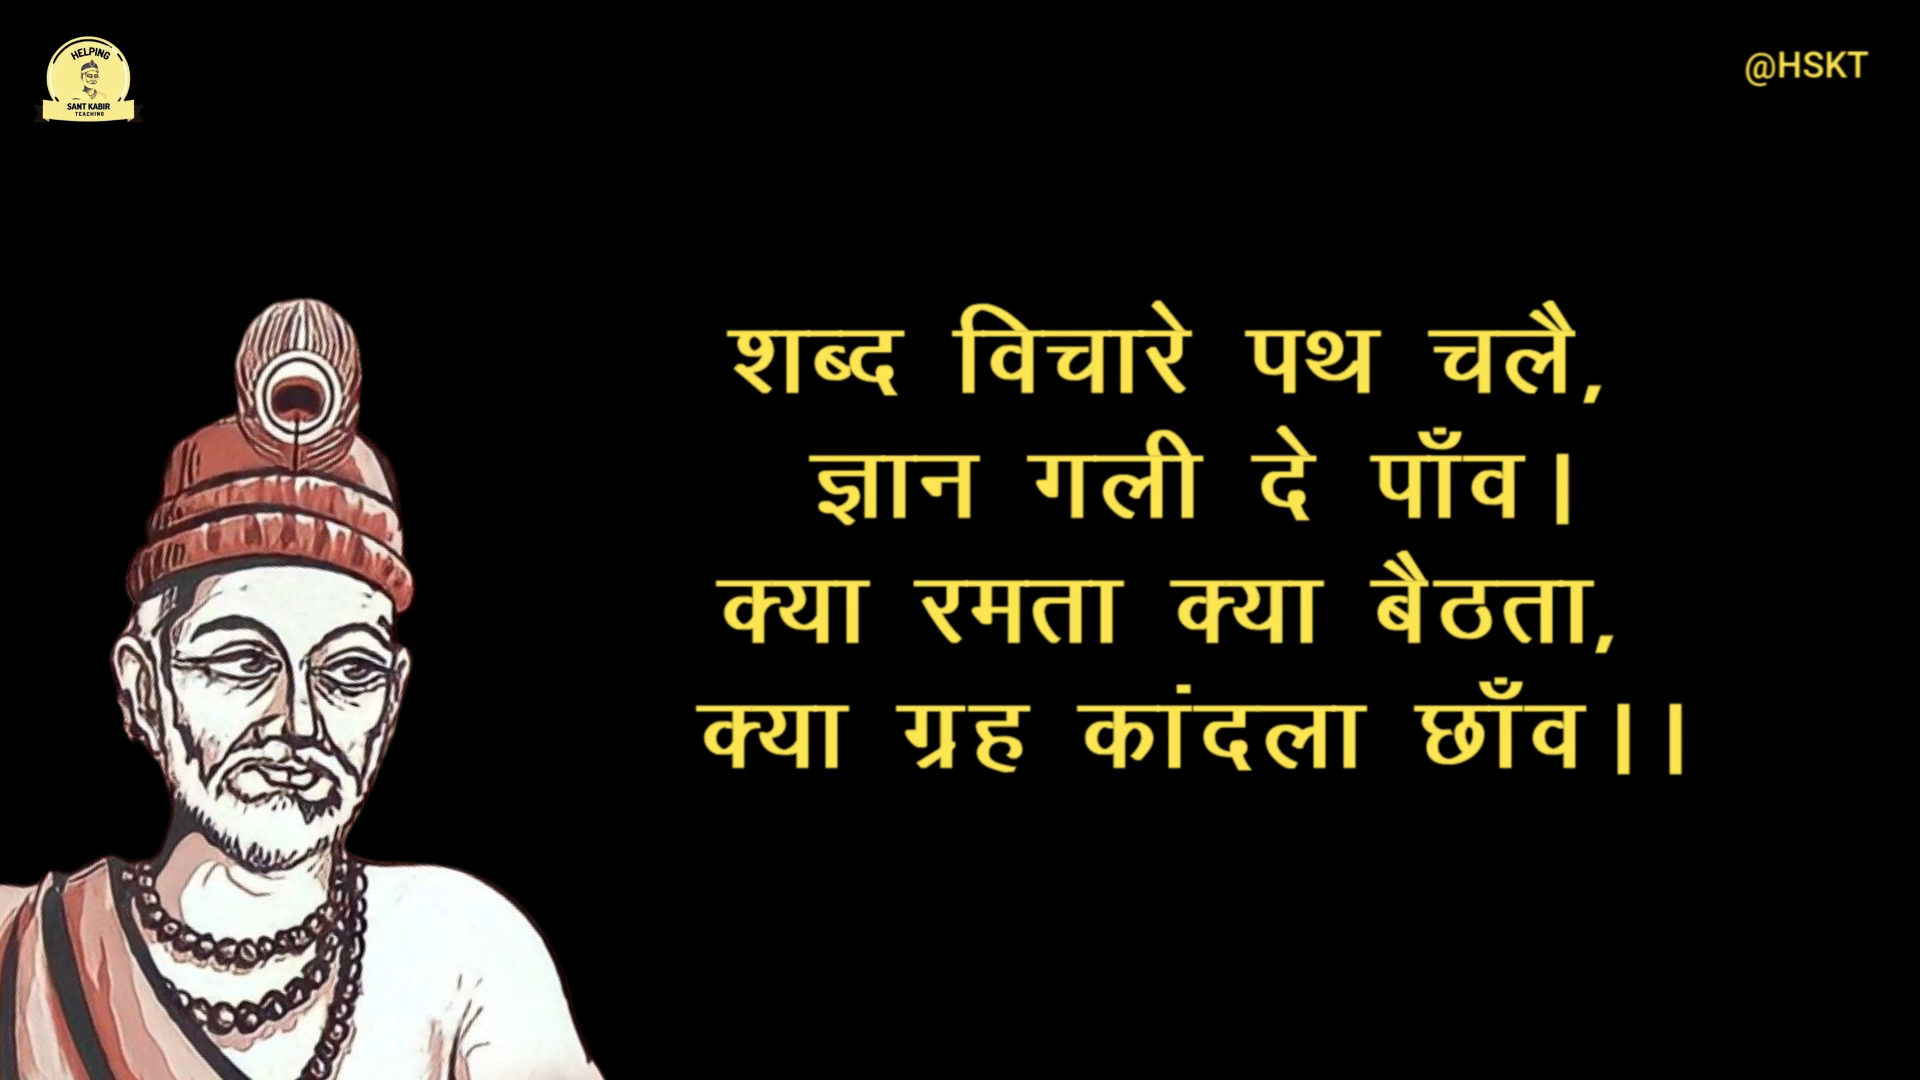 HELPING
SANT KABIR
TEACHING
@HSKT
शब्द विचारे पथ चलै,
ज्ञान गली दे पाँव।
क्या रमता क्या बैठता,
क्या ग्रह कांदला छाँव।।